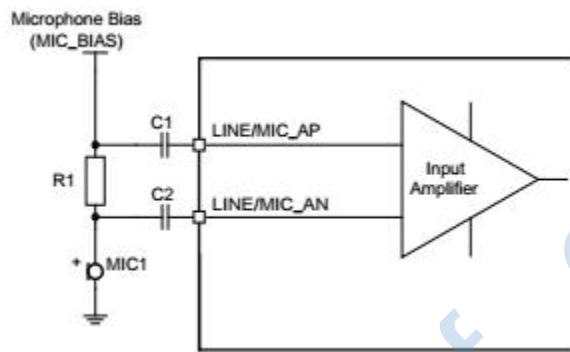 Microphone Bias
(MIC_BIAS)
C1
LINE/MIC_AP
R1
Input
Amplifier
C2
LINE/MIC_AN
+
MIC1
c